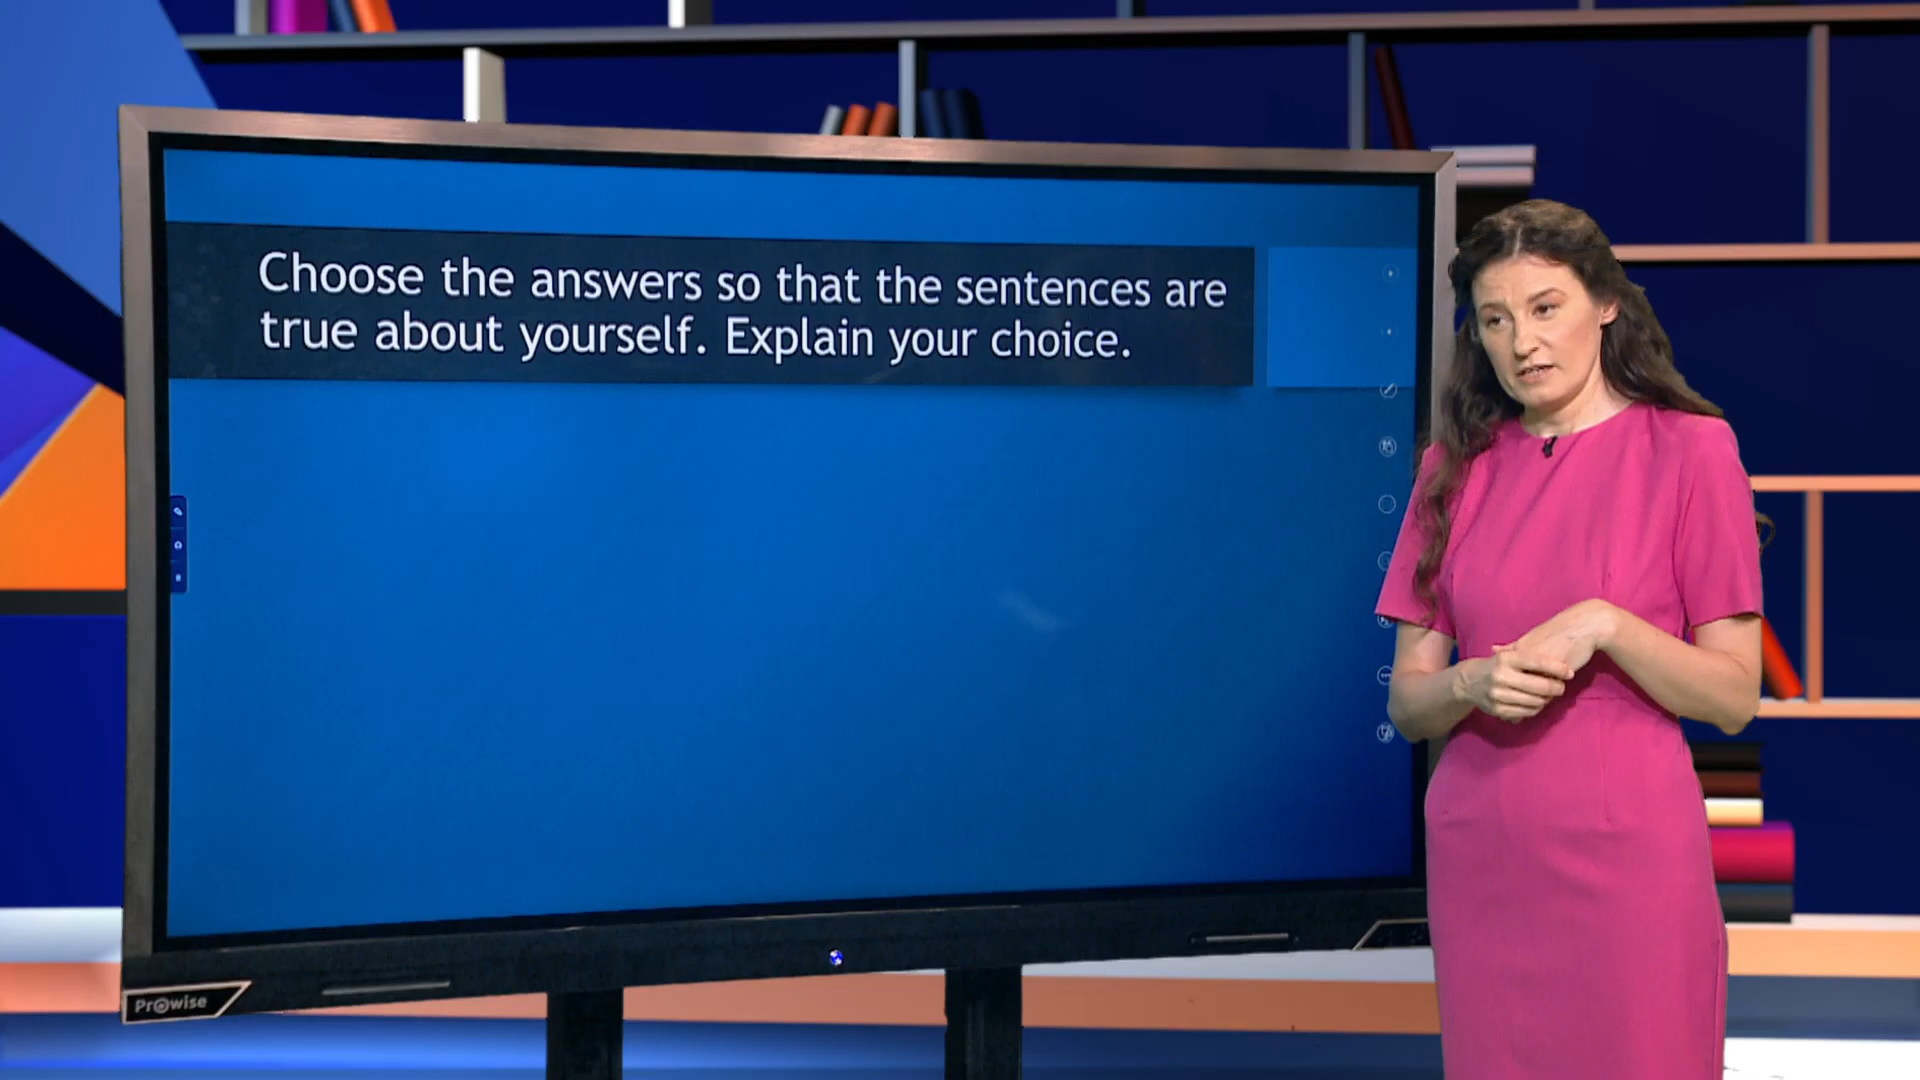 Choose the answers so that the sentences are
true about yourself. Explain your choice.
Prowise